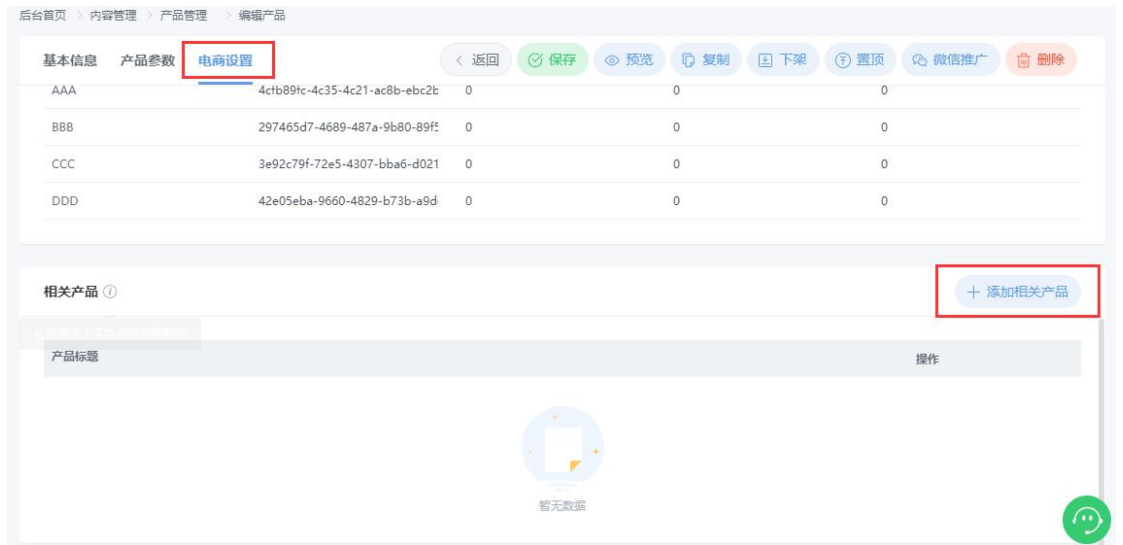 后台首页 > 内容管理 > 产品管理 > 编辑产品
基本信息 产品参数 电商设置 < 返回 保存 预览 复制 下架 置顶 微信推广 删除
AAA 4cfb89fc-4c35-4c21-ac8b-ebc2b 0 0 0
BBB 297465d7-4689-487a-9b80-89f5 0 0 0
CCC 3e92c79f-72e5-4307-bba6-d021 0 0 0
DDD 42e05eba-9660-4829-b73b-a9d 0 0 0
相关产品 + 添加相关产品
产品标题 操作
暂无数据